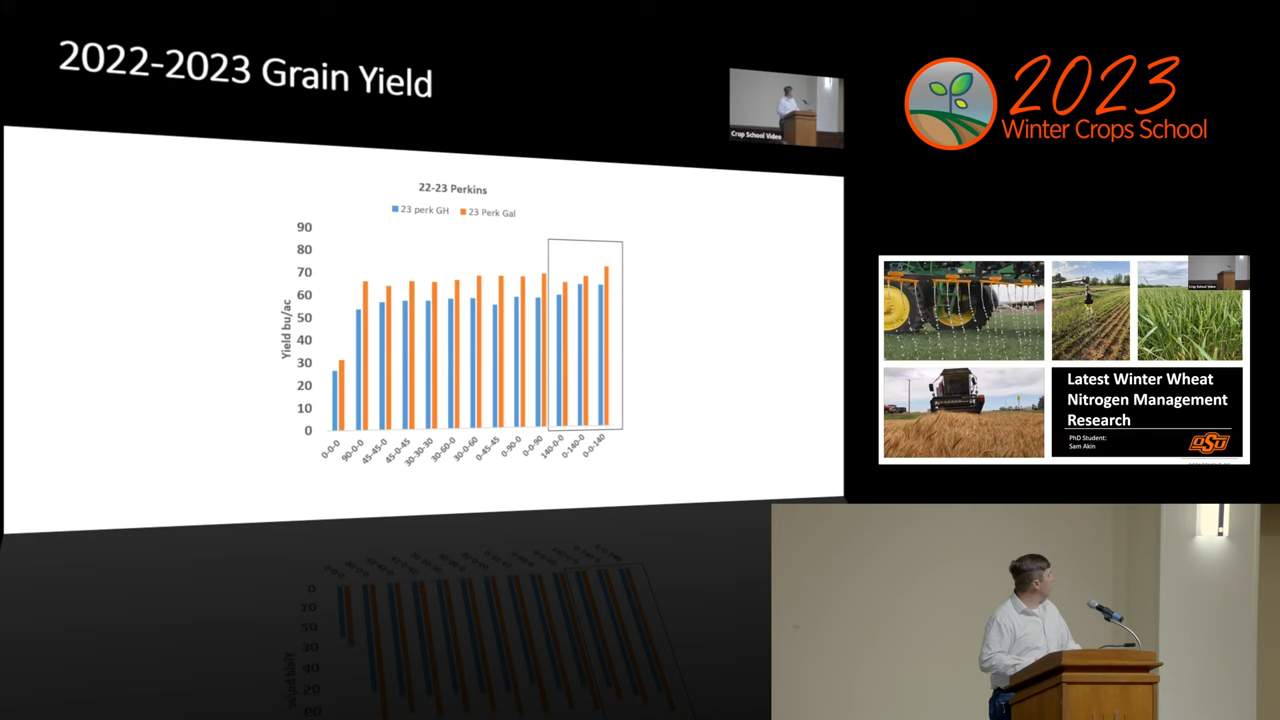 2022-2023 Grain Yield
Crop School Video
22-23 Perkins
23 perk GH
23 Perk Gal
Yield bu/ac
90
80
70
60
50
40
30
20
10
0
0-0-0
90-0-0
45-45-0
45-0-45
30-30-30
30-60-0
30-0-60
0-45-45
0-90-0
0-0-90
140-0-0
0-140-0
0-0-140
2023
Winter Crops School
Crop School Video
Latest Winter Wheat
Nitrogen Management
Research
PhD Student:
Sam Akin
OSU